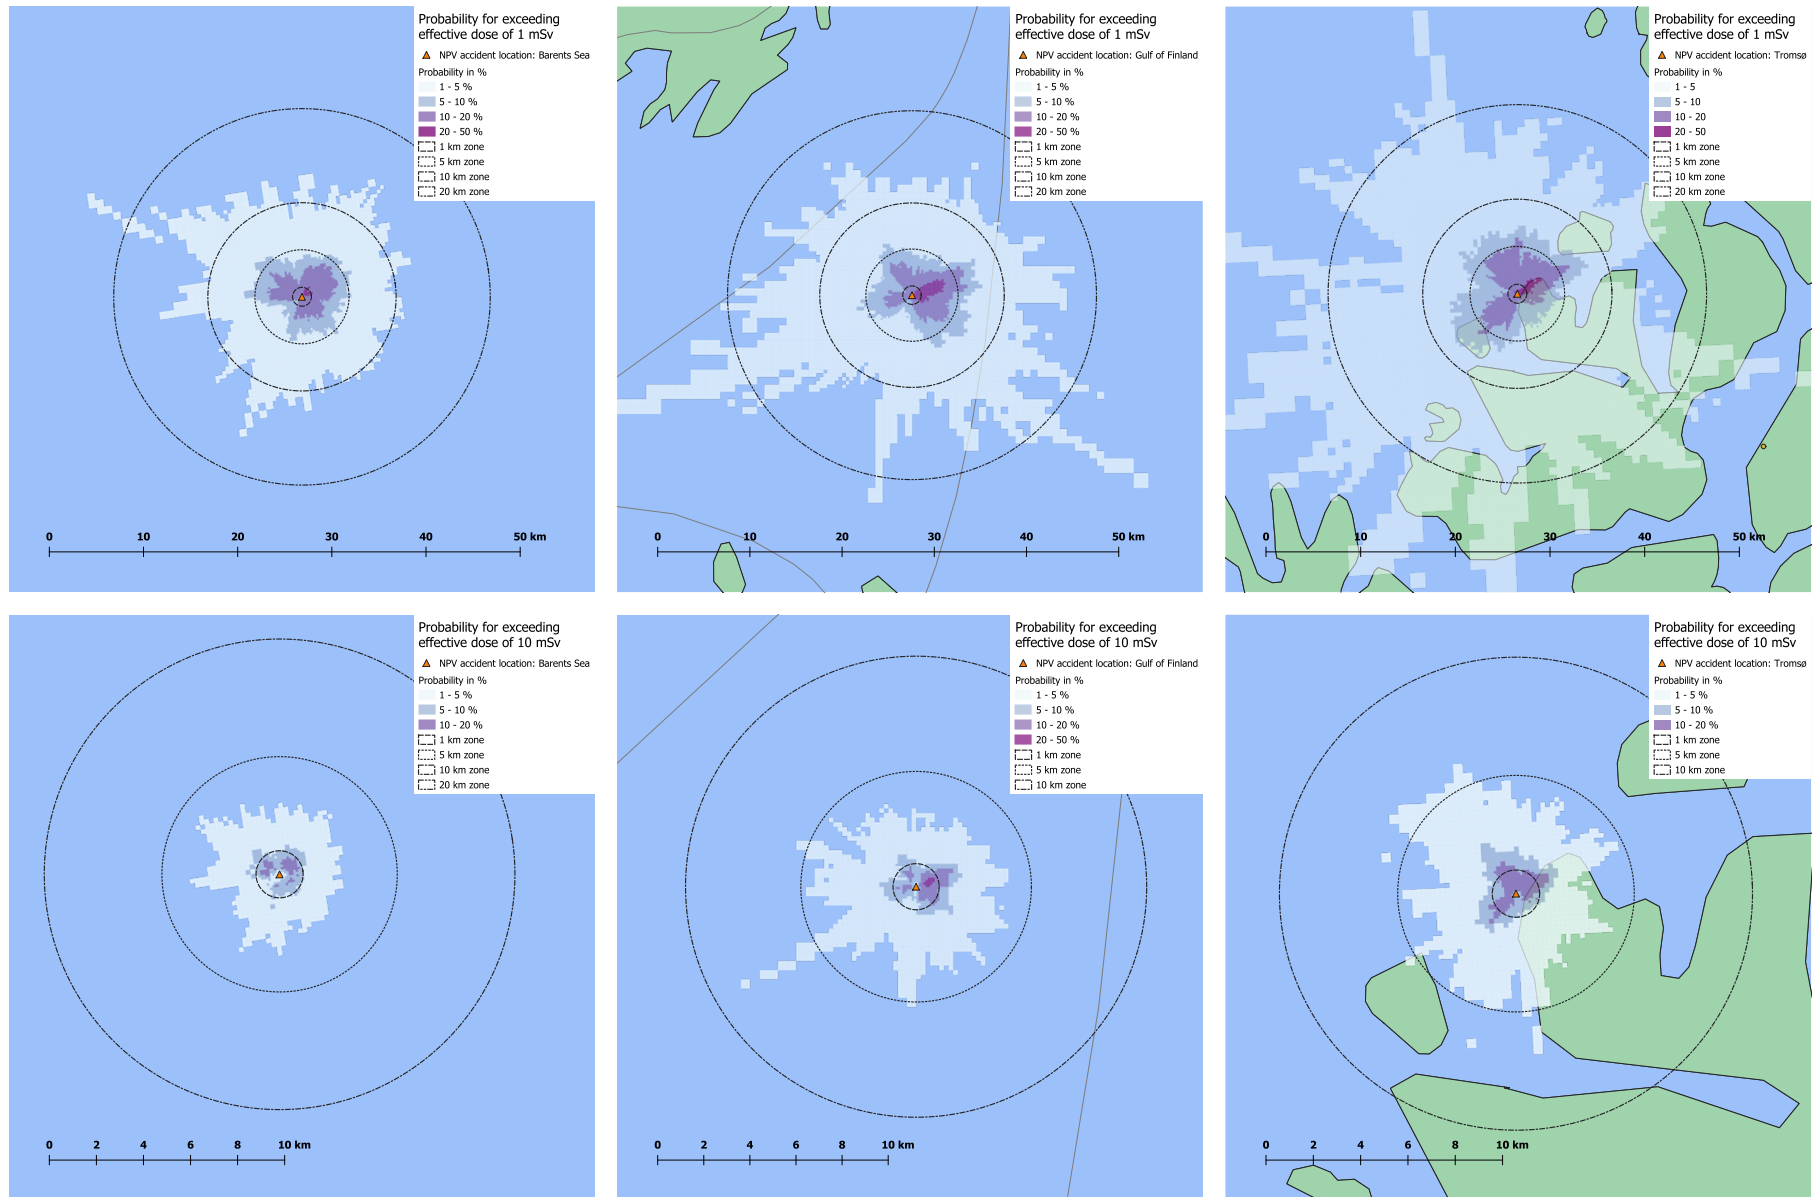 Probability for exceeding
effective dose of 1 mSv
NPV accident location: Barents Sea
Probability in %
1 - 5 %
5 - 10 %
10 - 20 %
20 - 50 %
1 km zone
5 km zone
10 km zone
20 km zone
0 10 20 30 40 50 km
Probability for exceeding
effective dose of 1 mSv
NPV accident location: Gulf of Finland
Probability in %
1 - 5 %
5 - 10 %
10 - 20 %
20 - 50 %
1 km zone
5 km zone
10 km zone
20 km zone
0 10 20 30 40 50 km
Probability for exceeding
effective dose of 1 mSv
NPV accident location: Tromsø
Probability in %
1 - 5
5 - 10
10 - 20
20 - 50
1 km zone
5 km zone
10 km zone
20 km zone
0 10 20 30 40 50 km
Probability for exceeding
effective dose of 10 mSv
NPV accident location: Barents Sea
Probability in %
1 - 5 %
5 - 10 %
10 - 20 %
1 km zone
5 km zone
10 km zone
20 km zone
0 2 4 6 8 10 km
Probability for exceeding
effective dose of 10 mSv
NPV accident location: Gulf of Finland
Probability in %
1 - 5 %
5 - 10 %
10 - 20 %
20 - 50 %
1 km zone
5 km zone
10 km zone
0 2 4 6 8 10 km
Probability for exceeding
effective dose of 10 mSv
NPV accident location: Tromsø
Probability in %
1 - 5 %
5 - 10 %
10 - 20 %
1 km zone
5 km zone
10 km zone
0 2 4 6 8 10 km